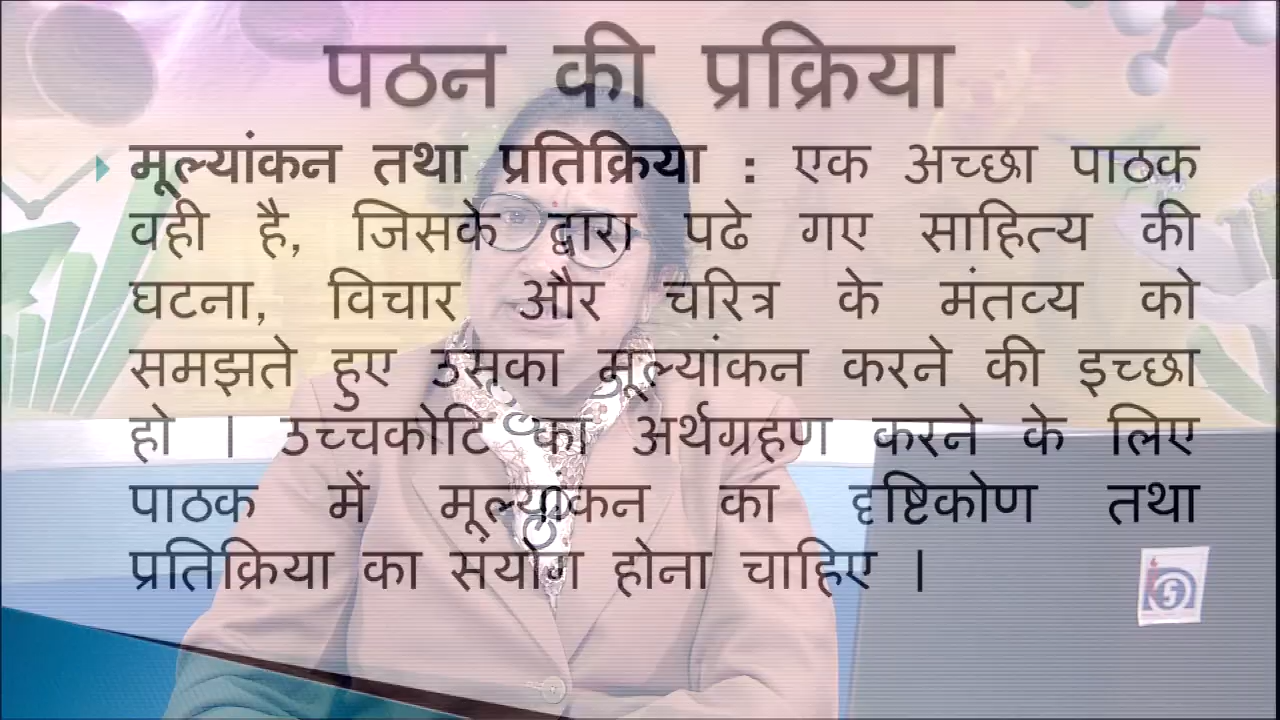 पठन की प्रक्रिया
मूल्यांकन तथा प्रतिक्रिया : एक अच्छा पाठक
वही है, जिसके द्वारा पढे गए साहित्य की
घटना, विचार और चरित्र के मंतव्य को
समझते हुए उसका मूल्यांकन करने की इच्छा
हो । उच्चकोटि का अर्थग्रहण करने के लिए
पाठक में मूल्यांकन का दृष्टिकोण तथा
प्रतिक्रिया का संयोग होना चाहिए ।